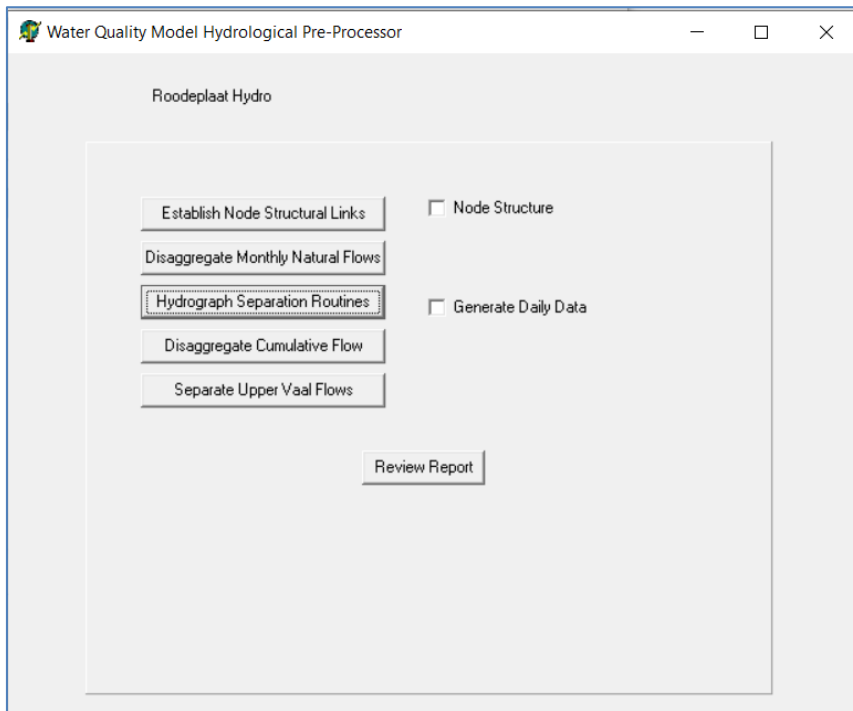 Water Quality Model Hydrological Pre-Processor
Roodeplaat Hydro
Establish Node Structural Links
Node Structure
Disaggregate Monthly Natural Flows
Hydrograph Separation Routines
Generate Daily Data
Disaggregate Cumulative Flow
Separate Upper Vaal Flows
Review Report